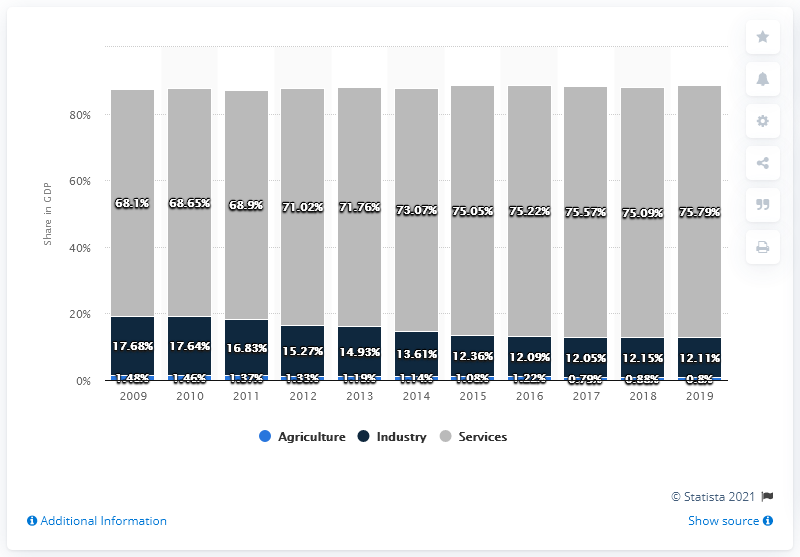 80%
60%
40%
20%
0%
Share in GDP
68.1% 68.65% 68.9% 71.02% 71.76% 73.07% 75.05% 75.22% 75.57% 75.09% 75.79%
17.68% 17.64% 16.83% 15.27% 14.93% 13.61% 12.36% 12.09% 12.05% 12.15% 12.11%
1.48% 1.46% 1.37% 1.33% 1.19% 1.14% 1.08% 1.22% 0.79% 0.88% 0.8%
2009 2010 2011 2012 2013 2014 2015 2016 2017 2018 2019
Agriculture Industry Services
© Statista 2021
Additional Information Show source